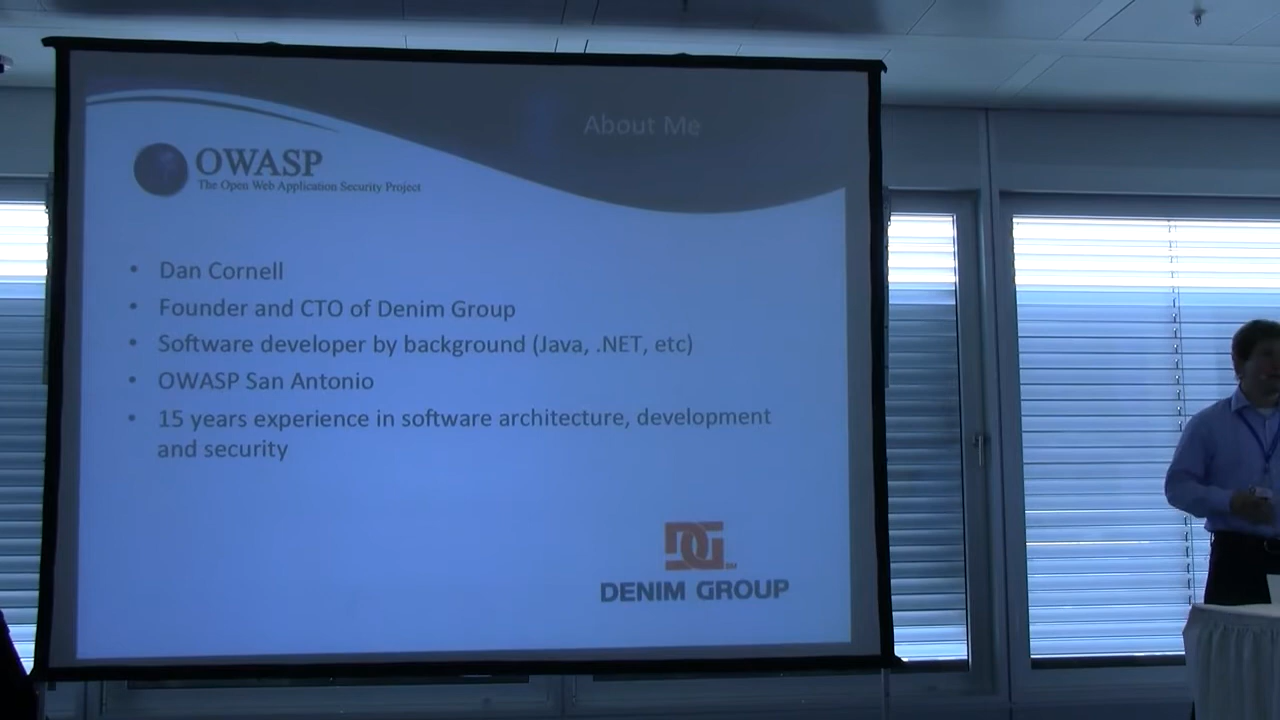 About Me
OWASP
The Open Web Application Security Project
• Dan Cornell
• Founder and CTO of Denim Group
• Software developer by background (Java, .NET, etc)
• OWASP San Antonio
• 15 years experience in software architecture, development
and security
DG SM
DENIM GROUP